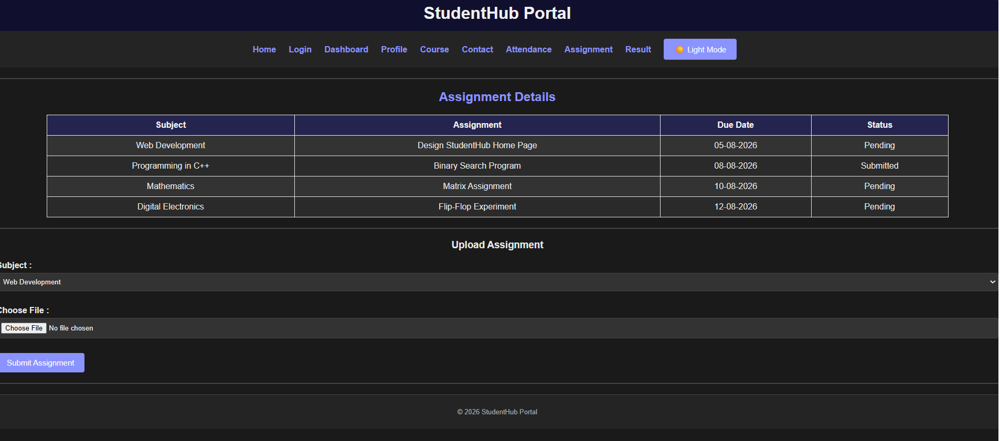 StudentHub Portal
Home Login Dashboard Profile Course Contact Attendance Assignment Result Light Mode
Assignment Details
Subject Assignment Due Date Status
Web Development Design StudentHub Home Page 05-08-2026 Pending
Programming in C++ Binary Search Program 08-08-2026 Submitted
Mathematics Matrix Assignment 10-08-2026 Pending
Digital Electronics Flip-Flop Experiment 12-08-2026 Pending
Upload Assignment
Subject :
Web Development
Choose File :
Choose File No file chosen
Submit Assignment
© 2026 StudentHub Portal